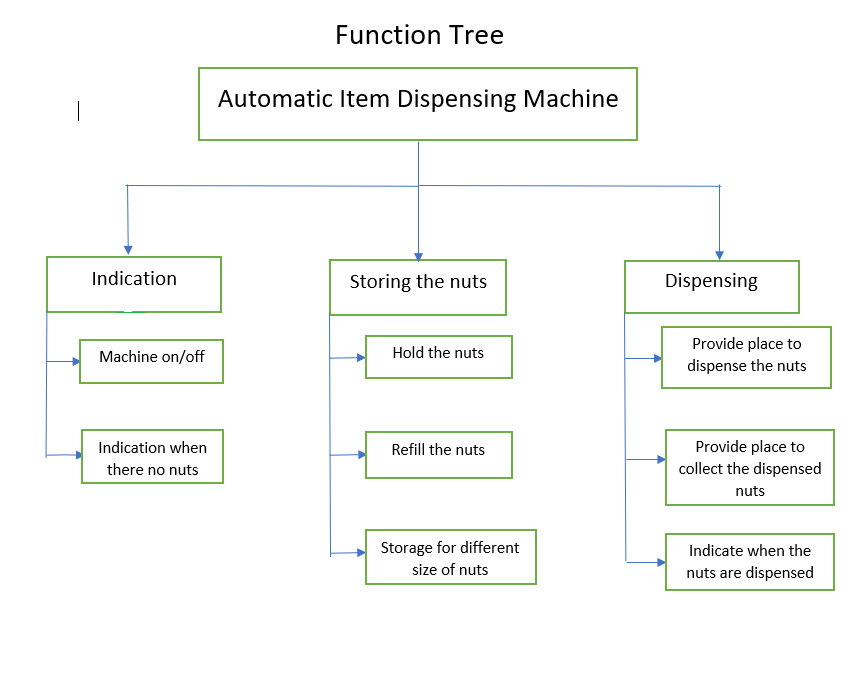 Function Tree
Automatic Item Dispensing Machine
Indication
Machine on/off
Indication when
there no nuts
Storing the nuts
Hold the nuts
Refill the nuts
Storage for different
size of nuts
Dispensing
Provide place to
dispense the nuts
Provide place to
collect the dispensed
nuts
Indicate when the
nuts are dispensed